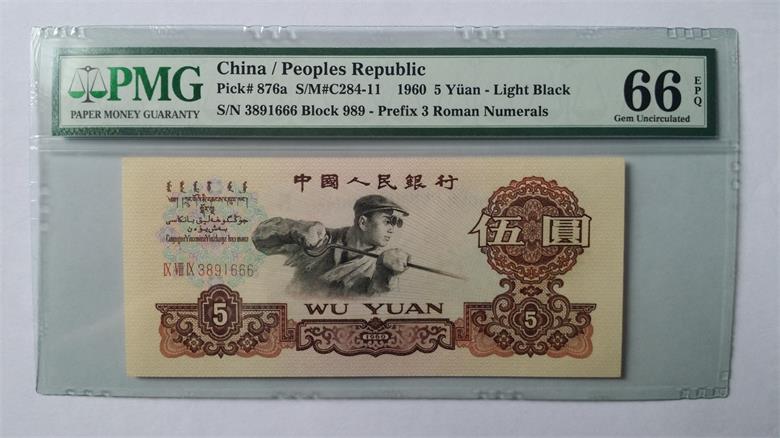 PMG
PAPER MONEY GUARANTY
China / Peoples Republic
Pick# 876a S/M#C284-11 1960 5 Yüan - Light Black
S/N 3891666 Block 989 - Prefix 3 Roman Numerals
66 EPQ
Gem Uncirculated
中國人民銀行
伍圓
IX VIII IX 3891666
WU YUAN
5
1960
5